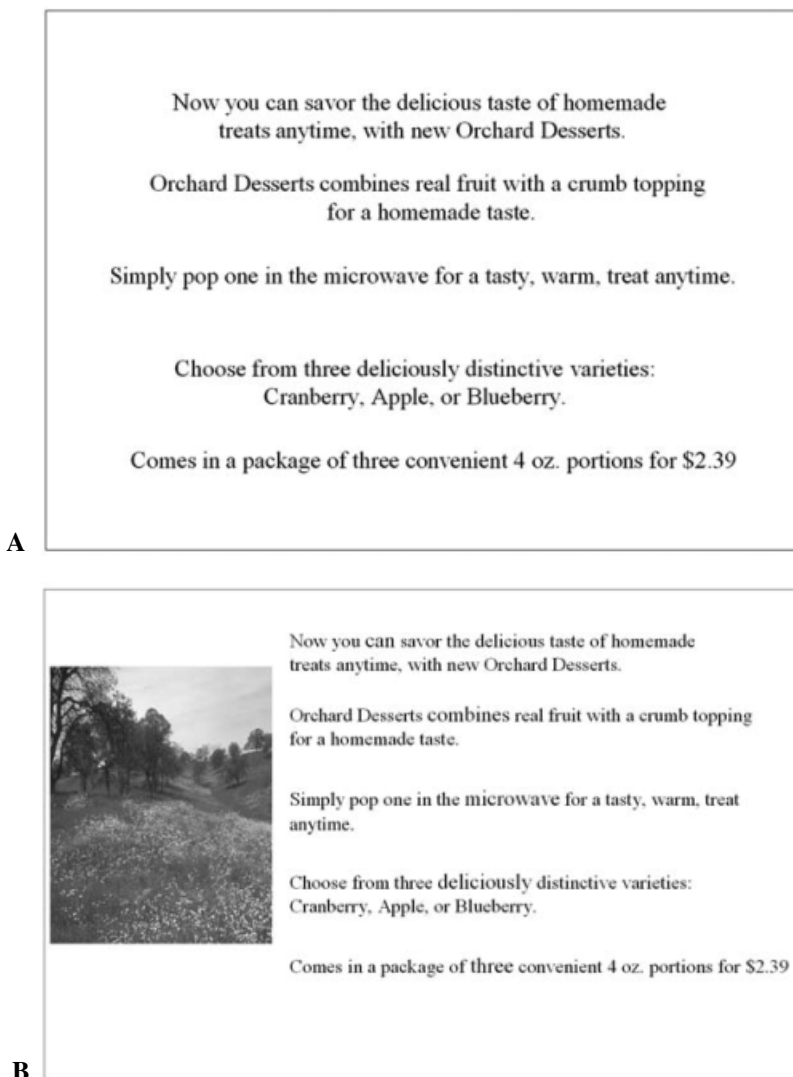 Now you can savor the delicious taste of homemade
treats anytime, with new Orchard Desserts.
Orchard Desserts combines real fruit with a crumb topping
for a homemade taste.
Simply pop one in the microwave for a tasty, warm, treat anytime.
Choose from three deliciously distinctive varieties:
Cranberry, Apple, or Blueberry.
Comes in a package of three convenient 4 oz. portions for $2.39
A
Now you can savor the delicious taste of homemade
treats anytime, with new Orchard Desserts.
Orchard Desserts combines real fruit with a crumb topping
for a homemade taste.
Simply pop one in the microwave for a tasty, warm, treat
anytime.
Choose from three deliciously distinctive varieties:
Cranberry, Apple, or Blueberry.
Comes in a package of three convenient 4 oz. portions for $2.39
B